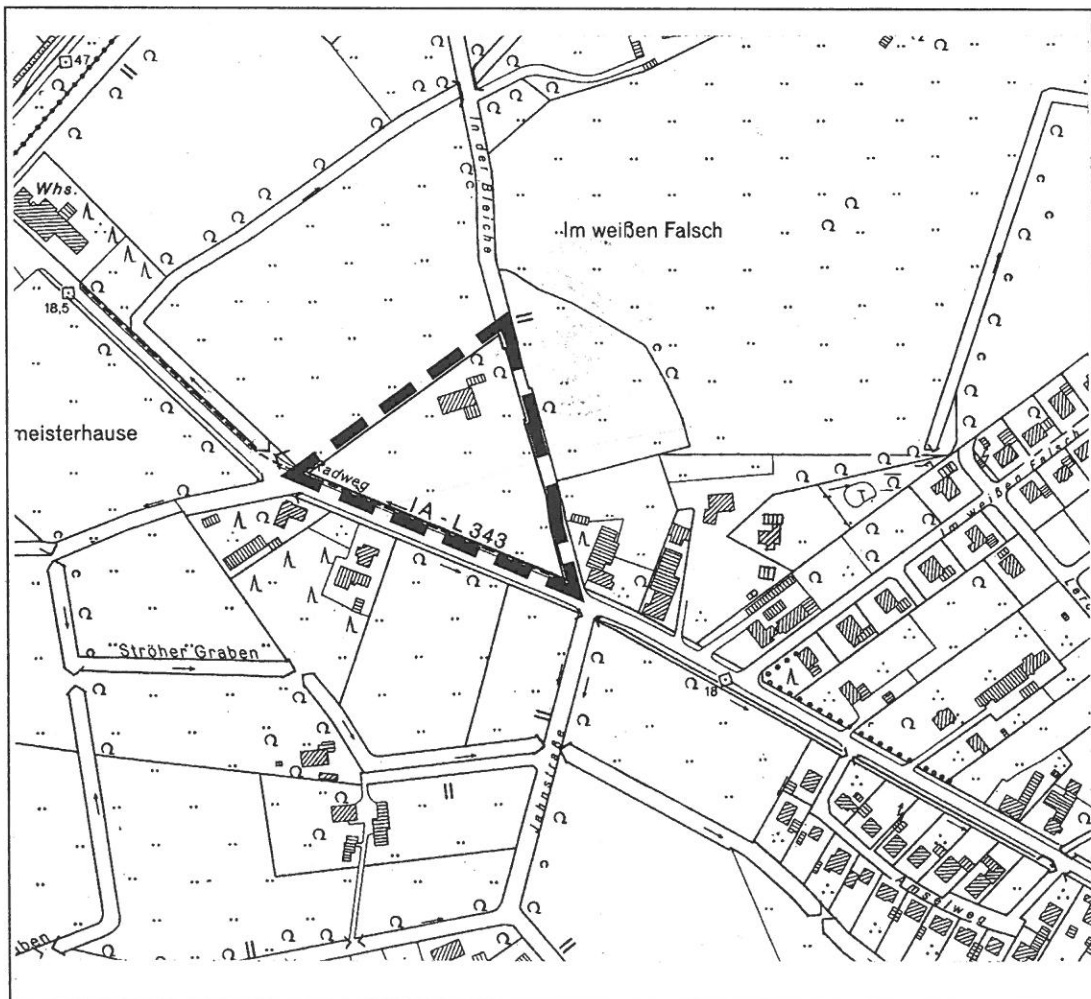 47
Whs.
In der Bleiche
Im weißen Falsch
18,5
meisterhause
Radweg
IA - L 343
Im weißen Falsch
"Ströher" Graben
18
Jahnstraße
Amselweg